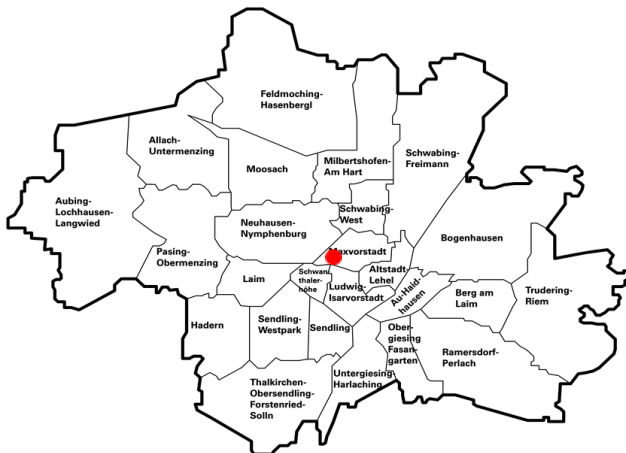 Feldmoching-
Hasenbergl
Allach-
Untermenzing
Moosach
Milbertshofen-
Am Hart
Schwabing-
Freimann
Aubing-
Lochhausen-
Langwied
Pasing-
Obermenzing
Neuhausen-
Nymphenburg
Schwabing-
West
Maxvorstadt
Bogenhausen
Laim
Schwan
thaler-
höhe
Ludwig-
Isarvorstadt
Altstadt-
Lehel
Au-Haid-
hausen
Berg am
Laim
Trudering-
Riem
Hadern
Sendling-
Westpark
Sendling
Ober-
giesing
Fasan-
garten
Ramersdorf-
Perlach
Untergiesing-
Harlaching
Thalkirchen-
Obersendling-
Forstenried-
Solln